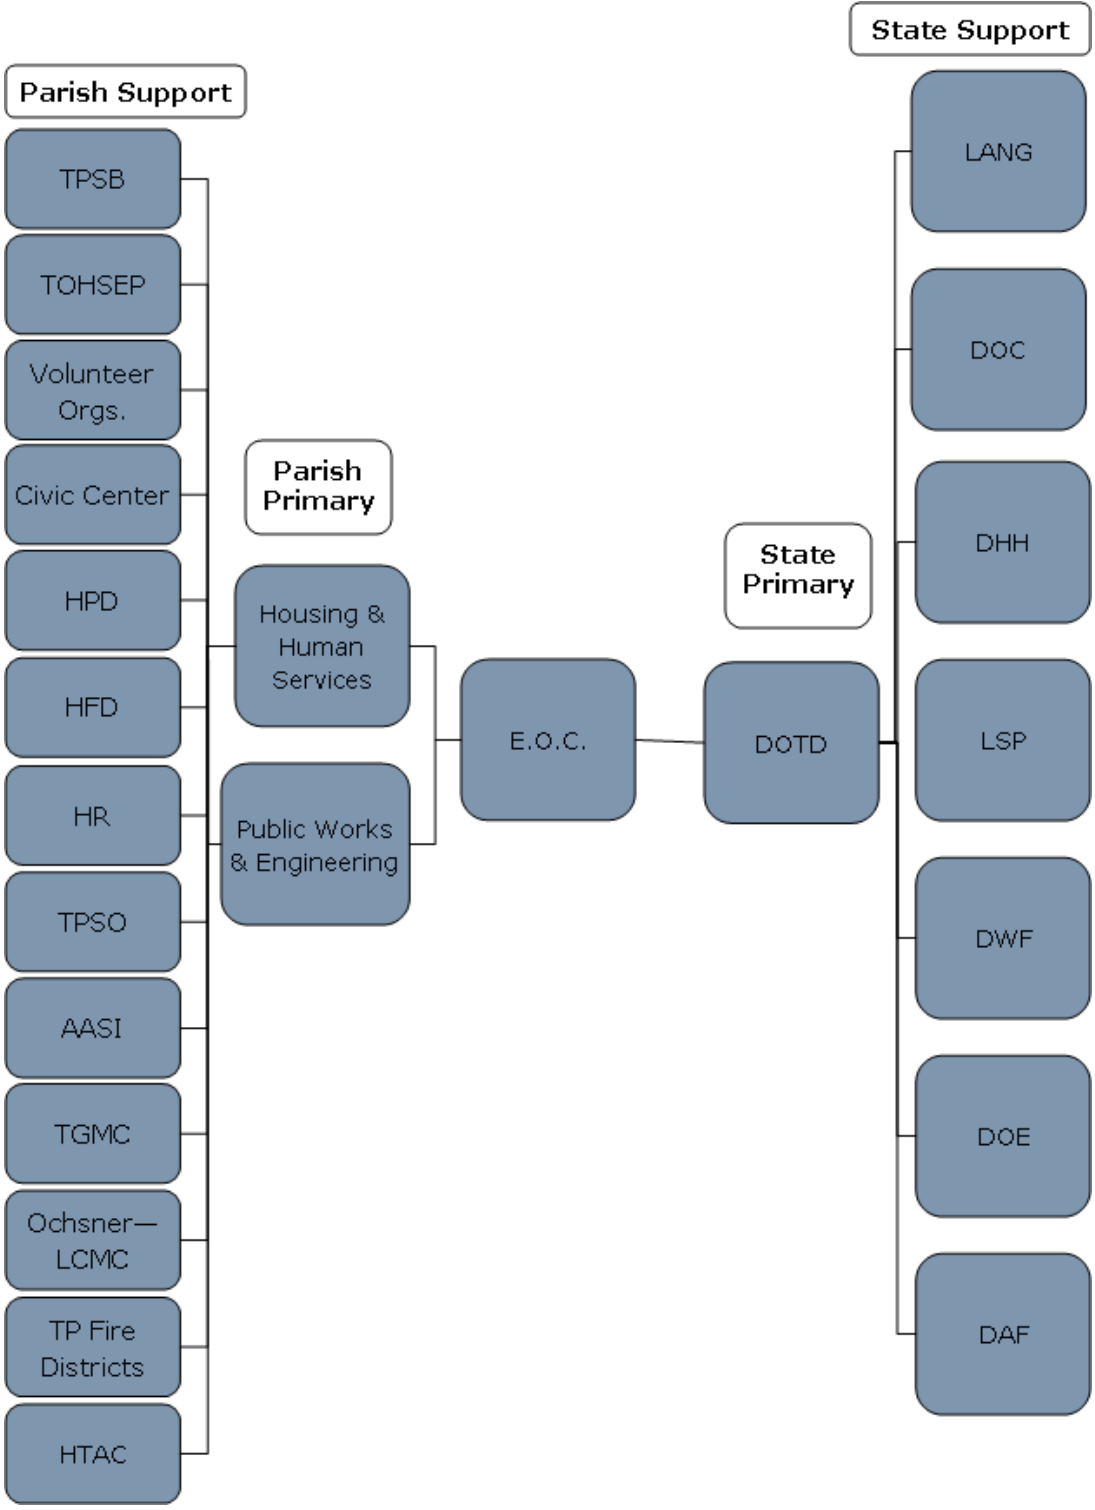 State Support
Parish Support
TPSB
TOHSEP
Volunteer
Orgs.
Civic Center
HPD
HFD
HR
TPSO
AASI
TGMC
Ochsner—
LCMC
TP Fire
Districts
HTAC
Parish
Primary
Housing &
Human
Services
Public Works
& Engineering
E.O.C.
State
Primary
DOTD
LANG
DOC
DHH
LSP
DWF
DOE
DAF